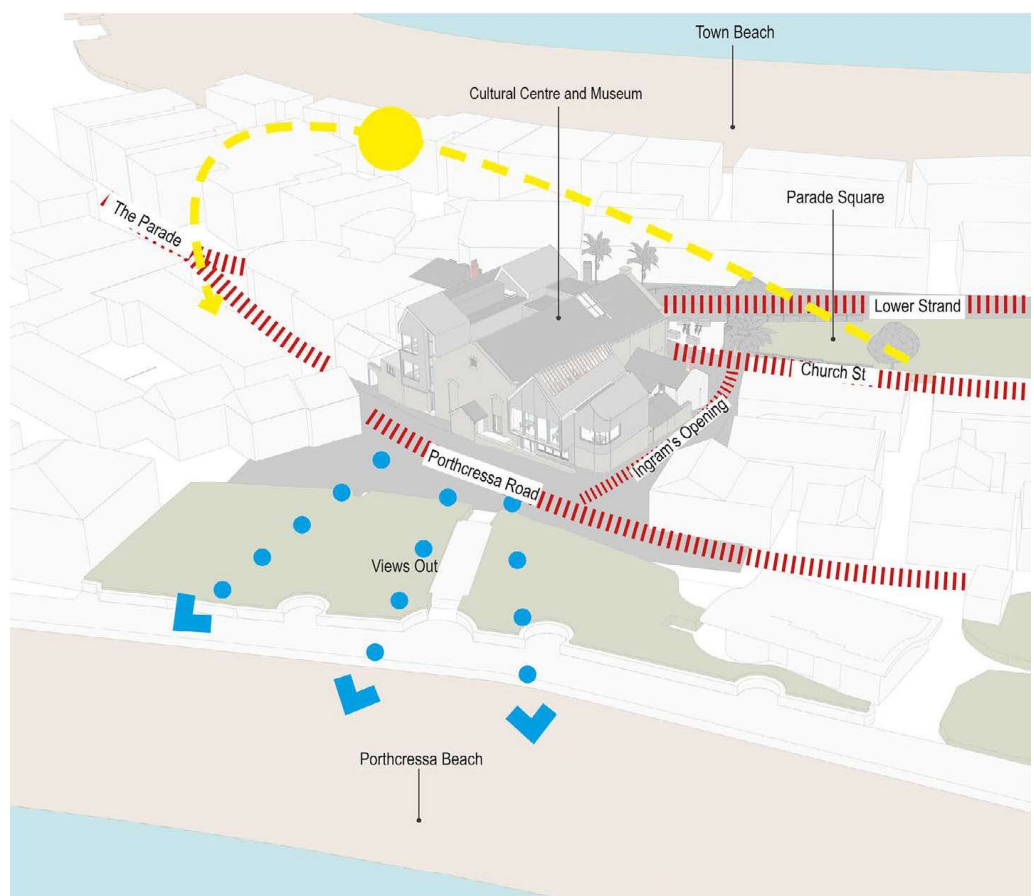 Town Beach
Cultural Centre and Museum
Parade Square
The Parade
Lower Strand
Church St
Ingram's Opening
Porthcressa Road
Views Out
Porthcressa Beach